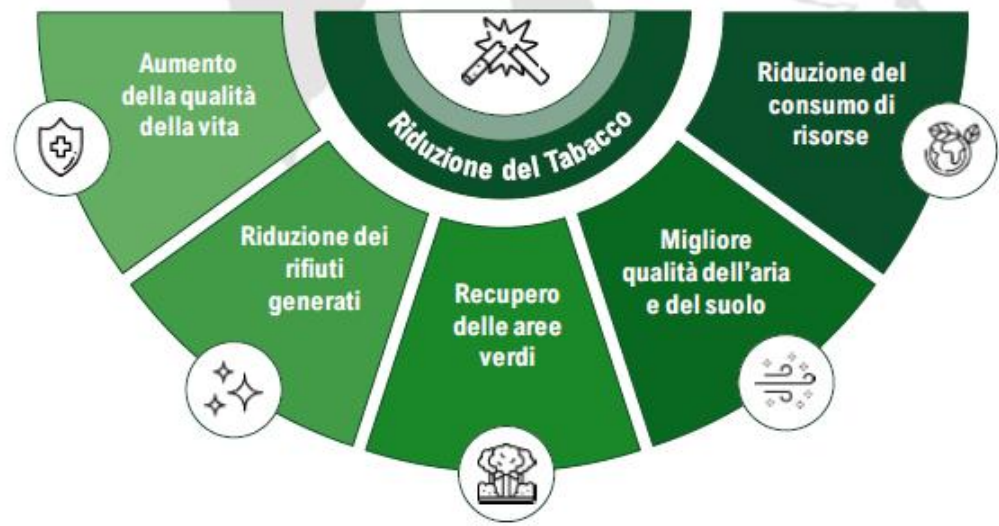 Riduzione del Tabacco
Aumento
della qualità
della vita
Riduzione dei
rifiuti
generati
Recupero
delle aree
verdi
Migliore
qualità dell'aria
e del suolo
Riduzione del
consumo di
risorse